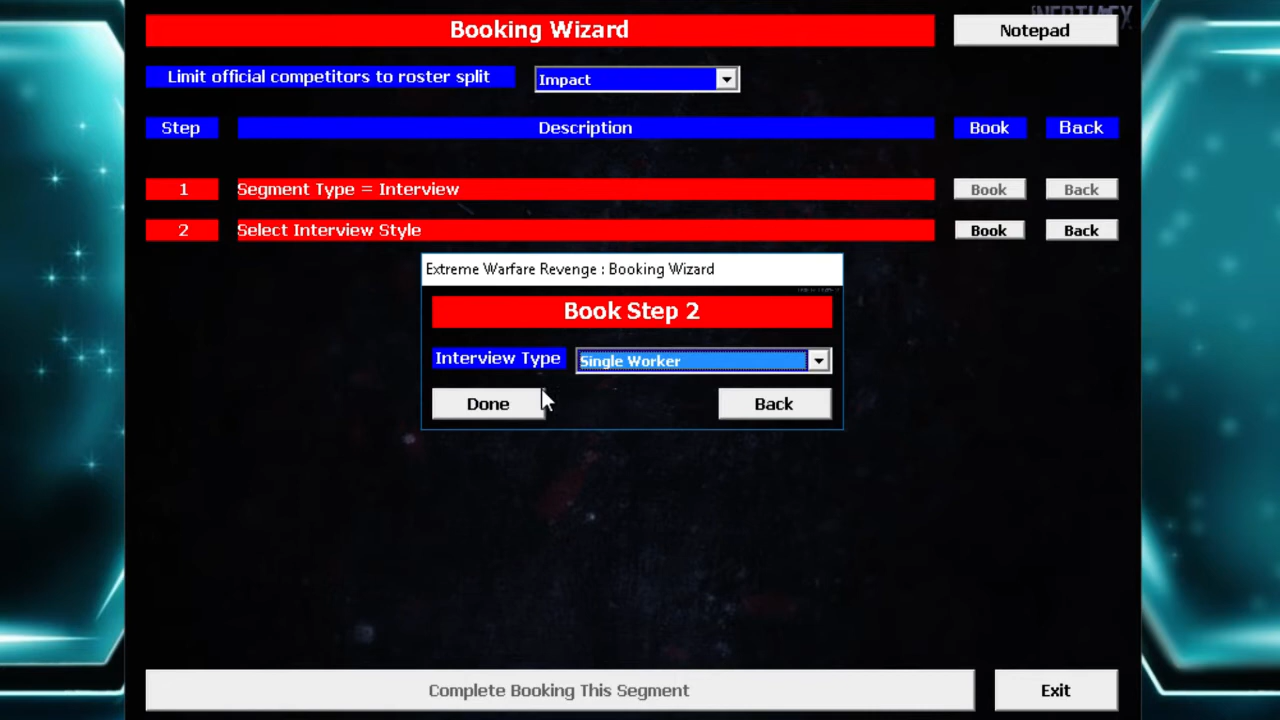 Booking Wizard
Notepad
Limit official competitors to roster split
Impact
Step
Description
Book
Back
1
Segment Type = Interview
Book
Back
2
Select Interview Style
Book
Back
Extreme Warfare Revenge : Booking Wizard
Book Step 2
Interview Type
Single Worker
Done
Back
Complete Booking This Segment
Exit